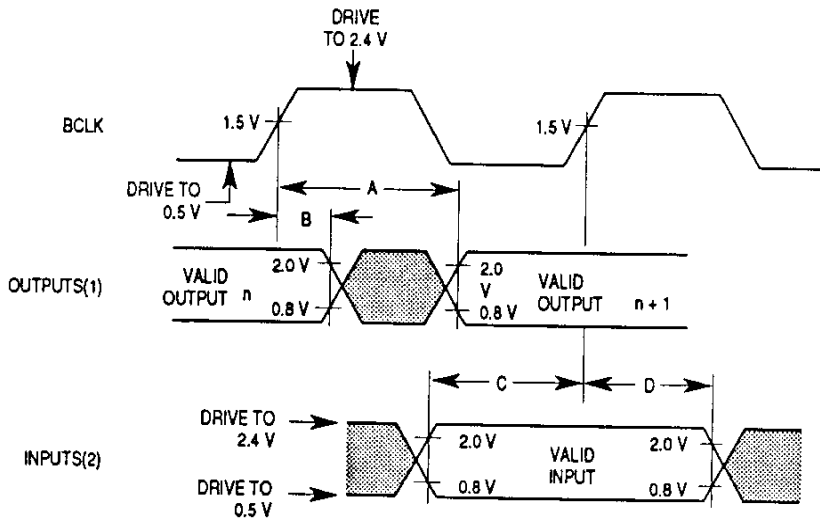 DRIVE
TO 2.4 V
BCLK
1.5 V
1.5 V
DRIVE TO
0.5 V
A
B
OUTPUTS(1)
VALID
OUTPUT n
2.0 V
0.8 V
2.0
V
0.8 V
VALID
OUTPUT n + 1
C
D
INPUTS(2)
DRIVE TO
2.4 V
DRIVE TO
0.5 V
2.0 V
0.8 V
VALID
INPUT
2.0 V
0.8 V